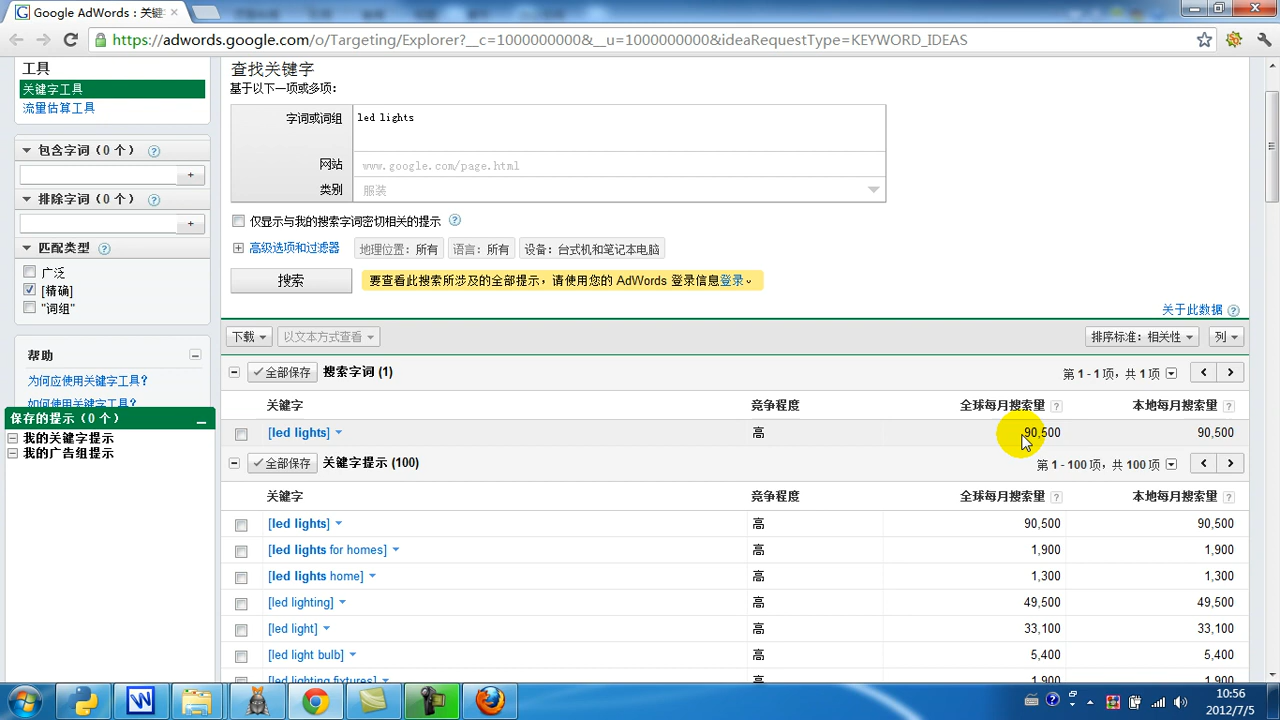 Google AdWords : 关键
https://adwords.google.com/o/Targeting/Explorer?__c=1000000000&__u=1000000000&ideaRequestType=KEYWORD_IDEAS
工具
关键字工具
流量估算工具
包含字词（0 个） ?
+
排除字词（0 个） ?
+
匹配类型 ?
广泛
[精确]
"词组"
帮助
为何应使用关键字工具?
如何使用关键字工具?
保存的提示（0 个）
我的关键字提示
我的广告组提示
查找关键字
基于以下一项或多项:
字词或词组 led lights
网站 www.google.com/page.html
类别 服装
仅显示与我的搜索字词密切相关的提示 ?
高级选项和过滤器 地理位置: 所有 语言: 所有 设备: 台式机和笔记本电脑
搜索 要查看此搜索所涉及的全部提示，请使用您的 AdWords 登录信息登录。
关于此数据 ?
下载 以文本方式查看 排序标准: 相关性 列
全部保存 搜索字词 (1) 第 1 - 1 项，共 1 项
关键字 竞争程度 全球每月搜索量 ? 本地每月搜索量 ?
[led lights] 高 90,500 90,500
全部保存 关键字提示 (100) 第 1 - 100 项，共 100 项
关键字 竞争程度 全球每月搜索量 ? 本地每月搜索量 ?
[led lights] 高 90,500 90,500
[led lights for homes] 高 1,900 1,900
[led lights home] 高 1,300 1,300
[led lighting] 高 49,500 49,500
[led light] 高 33,100 33,100
[led light bulb] 高 5,400 5,400
[led lighting fixtures] 高 1,900 1,900
10:56
2012/7/5